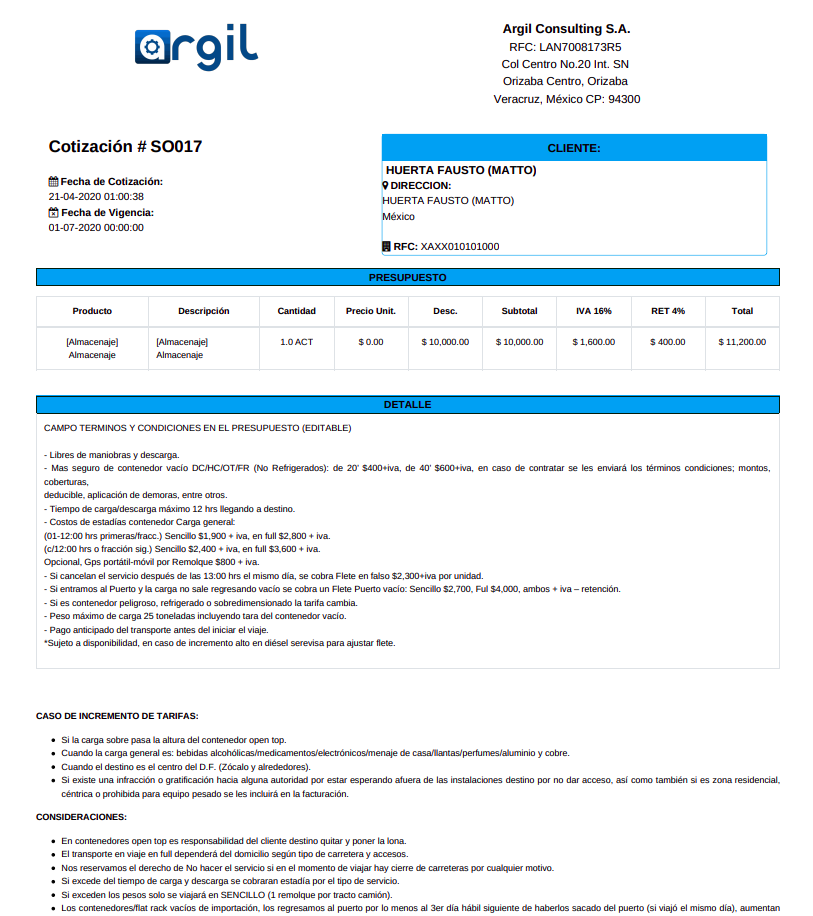 argil
Argil Consulting S.A.
RFC: LAN7008173R5
Col Centro No.20 Int. SN
Orizaba Centro, Orizaba
Veracruz, México CP: 94300
Cotización # SO017
Fecha de Cotización:
21-04-2020 01:00:38
Fecha de Vigencia:
01-07-2020 00:00:00
CLIENTE:
HUERTA FAUSTO (MATTO)
DIRECCION:
HUERTA FAUSTO (MATTO)
México
RFC: XAXX010101000
PRESUPUESTO
Producto Descripción Cantidad Precio Unit. Desc. Subtotal IVA 16% RET 4% Total
[Almacenaje] [Almacenaje] 1.0 ACT $ 0.00 $ 10,000.00 $ 10,000.00 $ 1,600.00 $ 400.00 $ 11,200.00
Almacenaje Almacenaje
DETALLE
CAMPO TERMINOS Y CONDICIONES EN EL PRESUPUESTO (EDITABLE)
- Libres de maniobras y descarga.
- Mas seguro de contenedor vacío DC/HC/OT/FR (No Refrigerados): de 20' $400+iva, de 40' $600+iva, en caso de contratar se les enviará los términos condiciones; montos,
coberturas,
deducible, aplicación de demoras, entre otros.
- Tiempo de carga/descarga máximo 12 hrs llegando a destino.
- Costos de estadías contenedor Carga general:
(01-12:00 hrs primeras/fracc.) Sencillo $1,900 + iva, en full $2,800 + iva.
(c/12:00 hrs o fracción sig.) Sencillo $2,400 + iva, en full $3,600 + iva.
Opcional, Gps portátil-móvil por Remolque $800 + iva.
- Si cancelan el servicio después de las 13:00 hrs el mismo día, se cobra Flete en falso $2,300+iva por unidad.
- Si entramos al Puerto y la carga no sale regresando vacío se cobra un Flete Puerto vacío: Sencillo $2,700, Ful $4,000, ambos + iva – retención.
- Si es contenedor peligroso, refrigerado o sobredimensionado la tarifa cambia.
- Peso máximo de carga 25 toneladas incluyendo tara del contenedor vacío.
- Pago anticipado del transporte antes del iniciar el viaje.
*Sujeto a disponibilidad, en caso de incremento alto en diésel serevisa para ajustar flete.
CASO DE INCREMENTO DE TARIFAS:
• Si la carga sobre pasa la altura del contenedor open top.
• Cuando la carga general es: bebidas alcohólicas/medicamentos/electrónicos/menaje de casa/llantas/perfumes/aluminio y cobre.
• Cuando el destino es el centro del D.F. (Zócalo y alrededores).
• Si existe una infracción o gratificación hacia alguna autoridad por estar esperando afuera de las instalaciones destino por no dar acceso, así como también si es zona residencial,
céntrica o prohibida para equipo pesado se les incluirá en la facturación.
CONSIDERACIONES:
• En contenedores open top es responsabilidad del cliente destino quitar y poner la lona.
• El transporte en viaje en full dependerá del domicilio según tipo de carretera y accesos.
• Nos reservamos el derecho de No hacer el servicio si en el momento de viajar hay cierre de carreteras por cualquier motivo.
• Si excede del tiempo de carga y descarga se cobraran estadía por el tipo de servicio.
• Si exceden los pesos solo se viajará en SENCILLO (1 remolque por tracto camión).
• Los contenedores/flat rack vacíos de importación, los regresamos al puerto por lo menos al 3er día hábil siguiente de haberlos sacado del puerto (si viajó el mismo día), aumentan